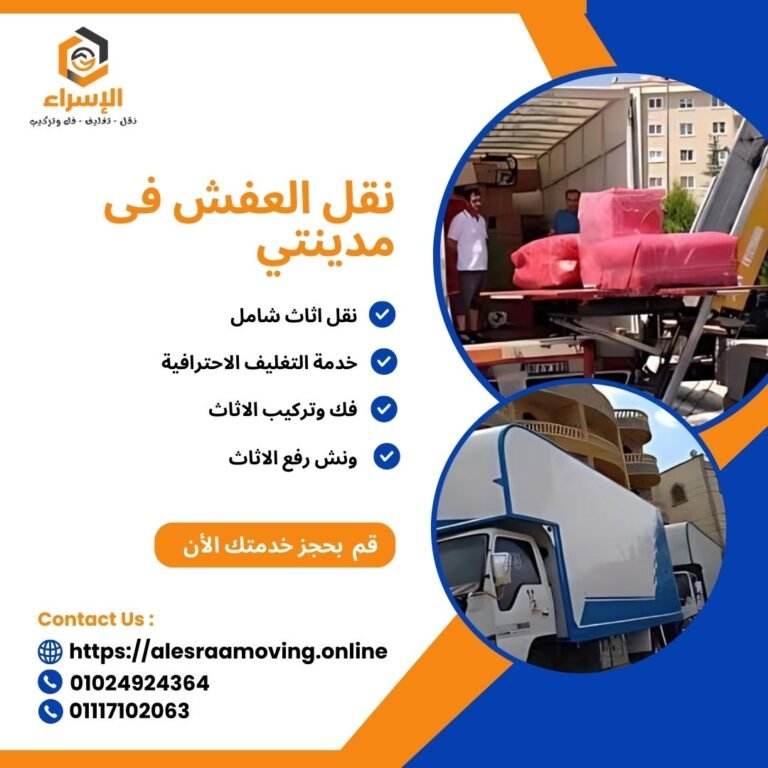 الإسراء
نقل - تغليف - فك وتركيب
نقل العفش فى
مدينتي
نقل اثاث شامل
خدمة التغليف الاحترافية
فك وتركيب الاثاث
ونش رفع الاثاث
قم بحجز خدمتك الأن
Contact Us :
https://alesraamoving.online
01024924364
01117102063